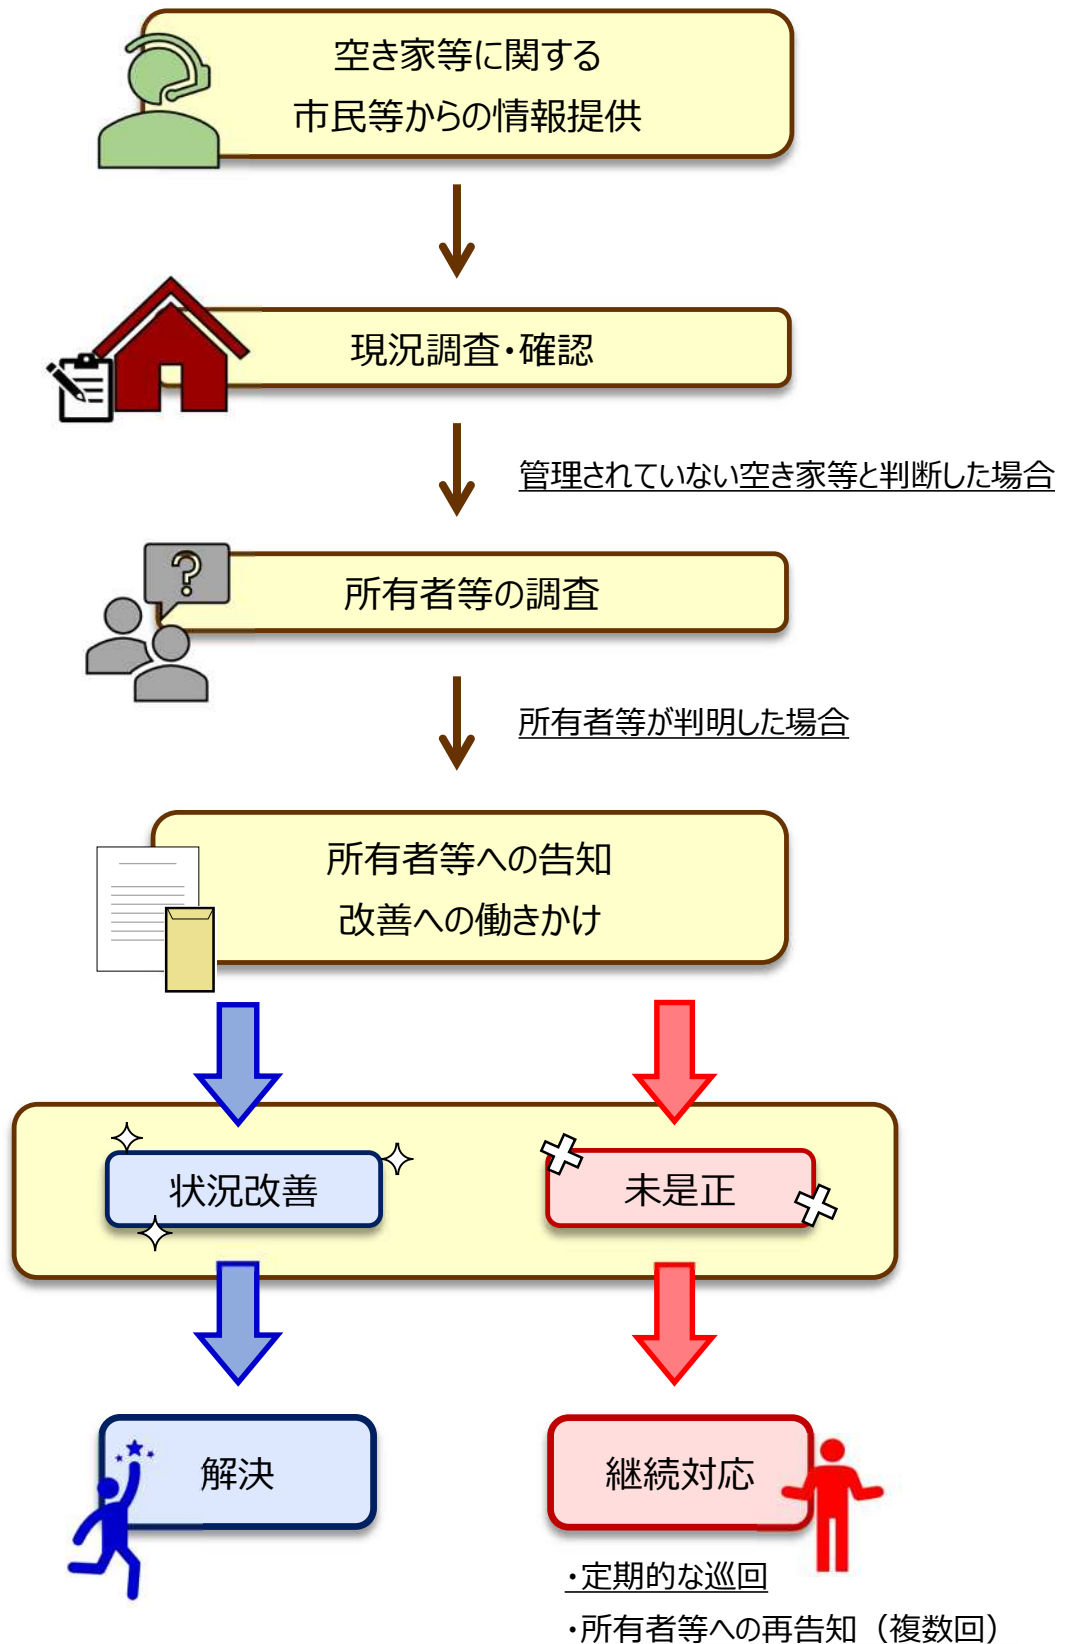 空き家等に関する
市民等からの情報提供
現況調査・確認
管理されていない空き家等と判断した場合
?
所有者等の調査
所有者等が判明した場合
所有者等への告知
改善への働きかけ
状況改善
未是正
解決
継続対応
・定期的な巡回
・所有者等への再告知（複数回）